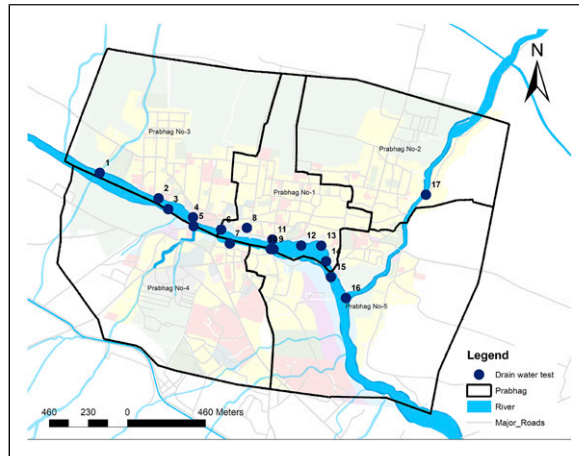 N
Prabhag No-3
Prabhag No-2
1
17
2
Prabhag No-1
3
4
5
6
8
7
11
9
12
13
14
15
Prabhag No-4
16
Prabhag No-5
Legend
Drain water test
Prabhag
River
Major_Roads
460 230 0 460 Meters